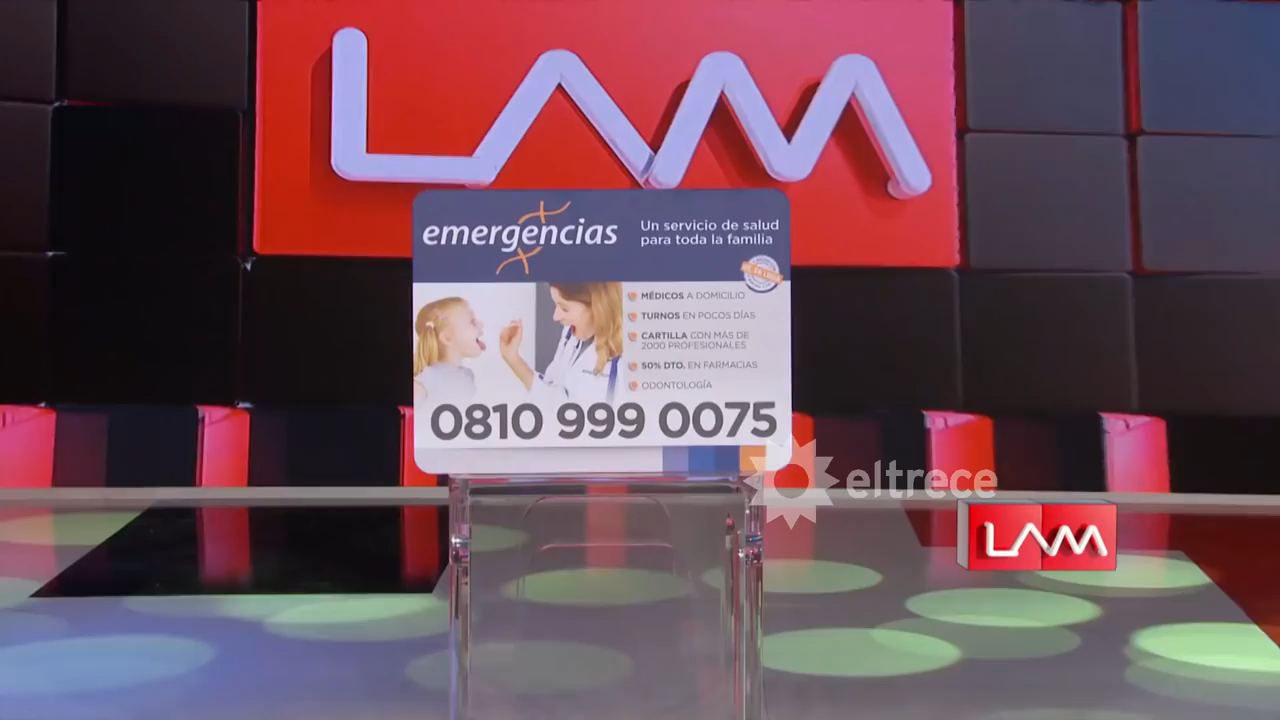 LAM
emergencias
Un servicio de salud
para toda la familia
MÉDICOS A DOMICILIO
TURNOS EN POCOS DÍAS
CARTILLA CON MÁS DE
2000 PROFESIONALES
50% DTO. EN FARMACIAS
ODONTOLOGÍA
0810 999 0075
eltrece
LAM